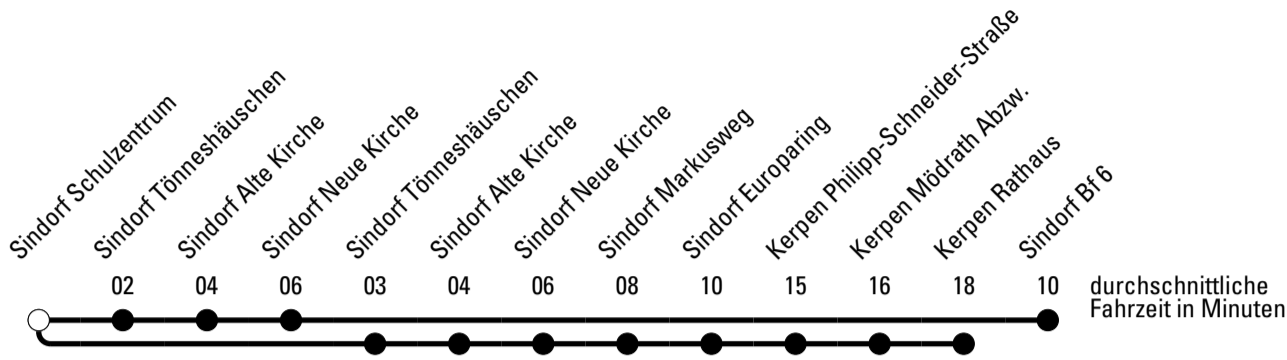 Sindorf Schulzentrum
Sindorf Tönneshäuschen
Sindorf Alte Kirche
Sindorf Neue Kirche
Sindorf Tönneshäuschen
Sindorf Alte Kirche
Sindorf Neue Kirche
Sindorf Markusweg
Sindorf Europaring
Kerpen Philipp-Schneider-Straße
Kerpen Mödrath Abzw.
Kerpen Rathaus
Sindorf Bf 6
02 04 06 03 04 06 08 10 15 16 18 10 durchschnittliche
Fahrzeit in Minuten